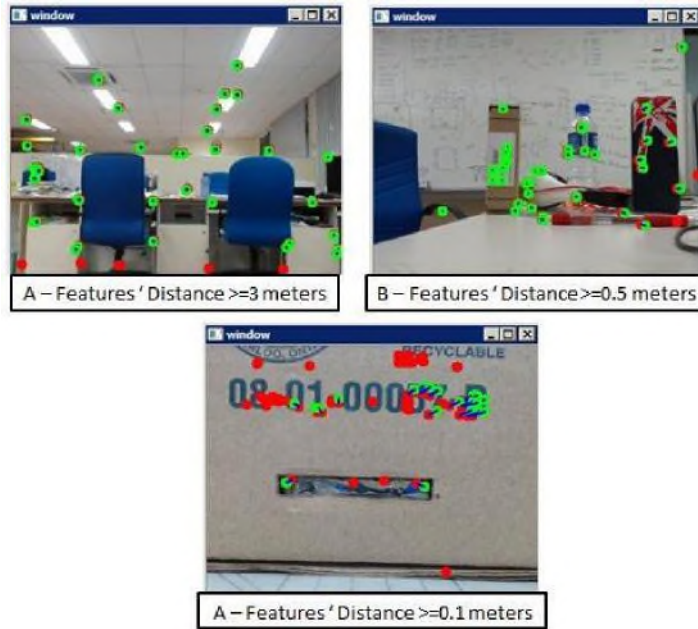 window
window
A – Features ‘ Distance >=3 meters
B – Features ‘ Distance >=0.5 meters
window
RECYCLABLE
A – Features ‘ Distance >=0.1 meters